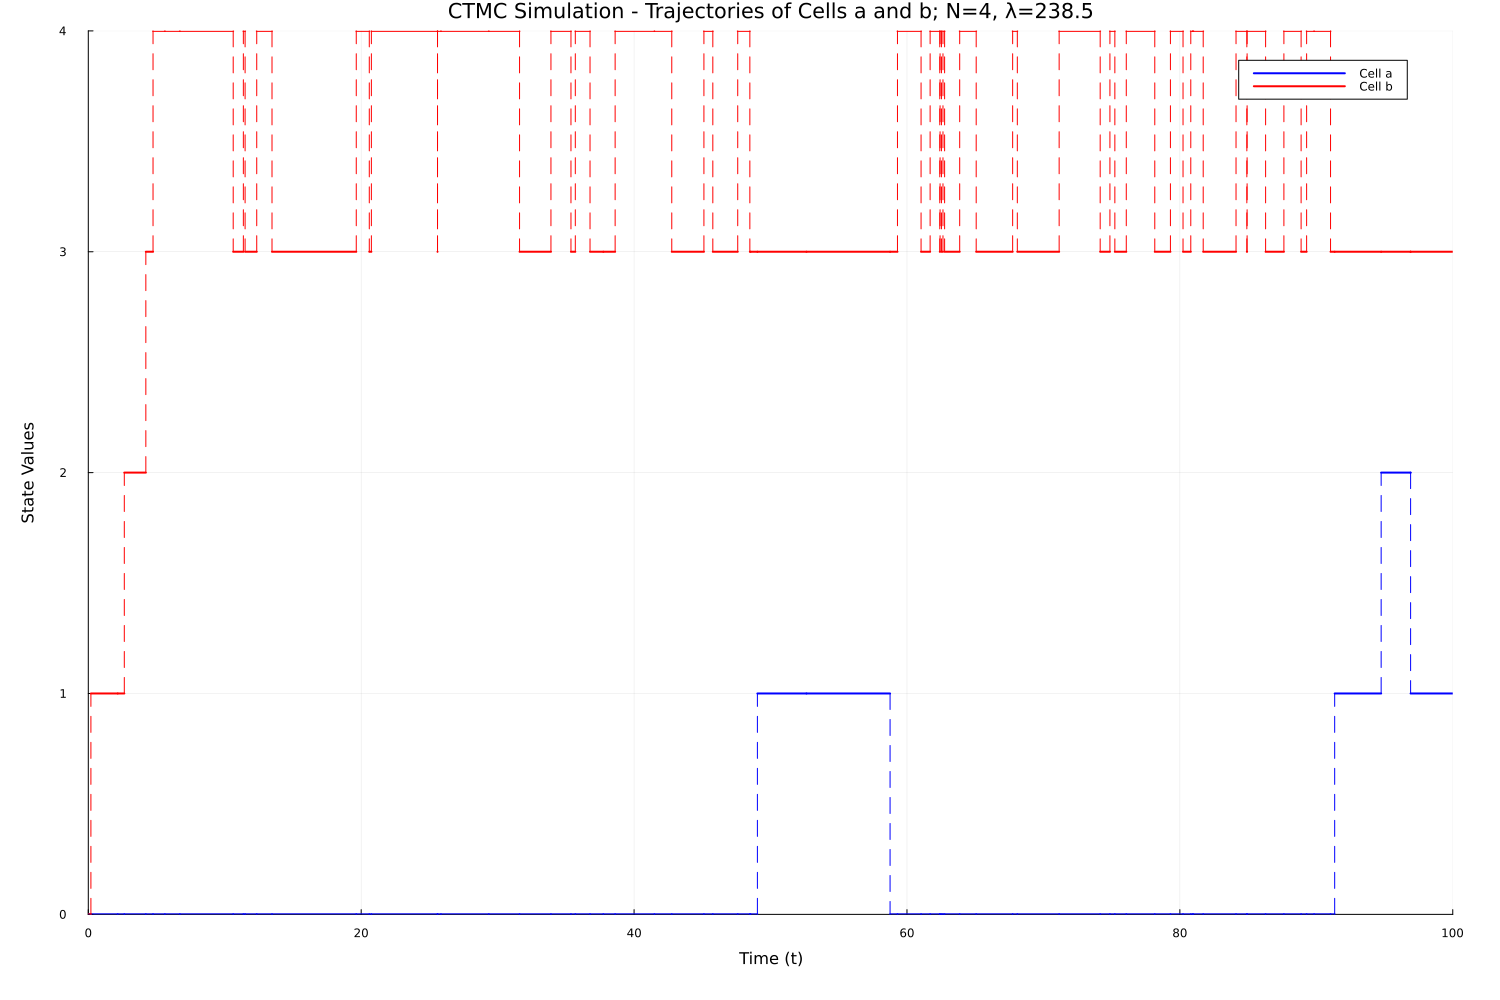 CTMC Simulation - Trajectories of Cells a and b; N=4, λ=238.5
4
Cell a
Cell b
3
State Values
2
1
0
0 20 40 60 80 100
Time (t)